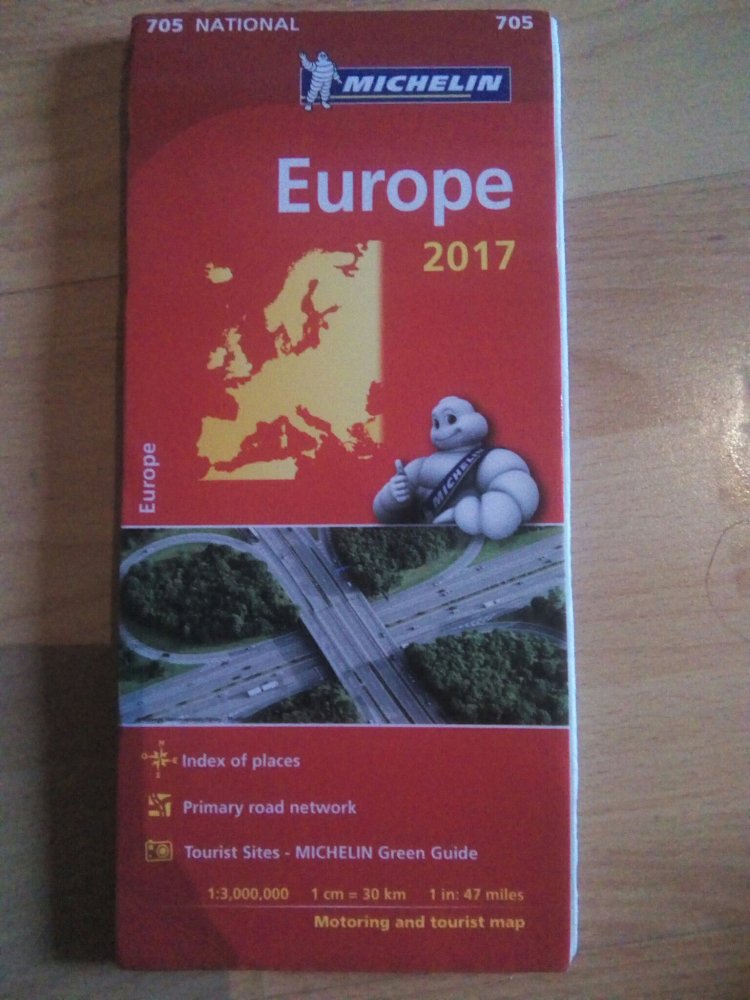 705 NATIONAL 705
MICHELIN
Europe
2017
Europe
MICHELIN
Index of places
Primary road network
Tourist Sites - MICHELIN Green Guide
1:3,000,000 1 cm = 30 km 1 in: 47 miles
Motoring and tourist map